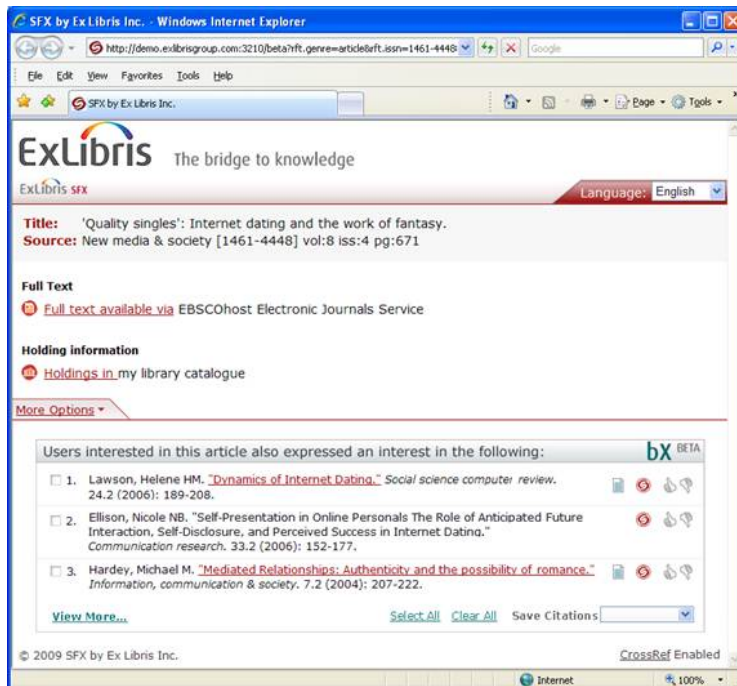 SFX by Ex Libris Inc. - Windows Internet Explorer
http://demo.exlibrisgroup.com:3210/beta?rft.genre=article&rft.issn=1461-4448
Google
File Edit View Favorites Tools Help
SFX by Ex Libris Inc.
Page Tools
ExLibris The bridge to knowledge
ExLibris SFX
Language: English
Title: 'Quality singles': Internet dating and the work of fantasy.
Source: New media & society [1461-4448] vol:8 iss:4 pg:671
Full Text
Full text available via EBSCOhost Electronic Journals Service
Holding information
Holdings in my library catalogue
More Options
Users interested in this article also expressed an interest in the following: bX BETA
1. Lawson, Helene HM. "Dynamics of Internet Dating." Social science computer review.
24.2 (2006): 189-208.
2. Ellison, Nicole NB. "Self-Presentation in Online Personals The Role of Anticipated Future
Interaction, Self-Disclosure, and Perceived Success in Internet Dating."
Communication research. 33.2 (2006): 152-177.
3. Hardey, Michael M. "Mediated Relationships: Authenticity and the possibility of romance."
Information, communication & society. 7.2 (2004): 207-222.
View More... Select All Clear All Save Citations
© 2009 SFX by Ex Libris Inc. CrossRef Enabled
Internet 100%